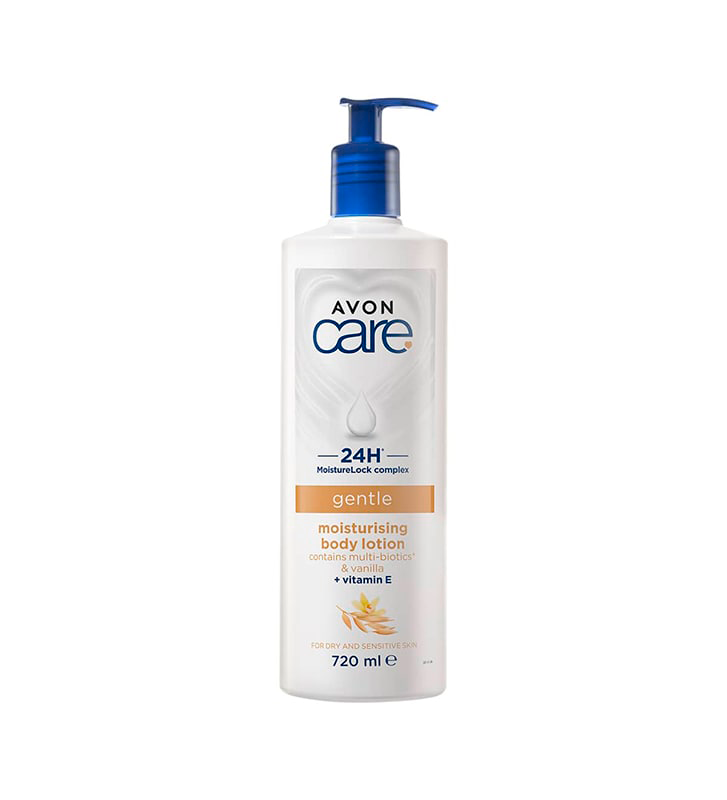 AVON
care
24H*
MoistureLock complex
gentle
moisturising
body lotion
contains multi-biotics*
& vanilla
+ vitamin E
FOR DRY AND SENSITIVE SKIN
720 ml ℮